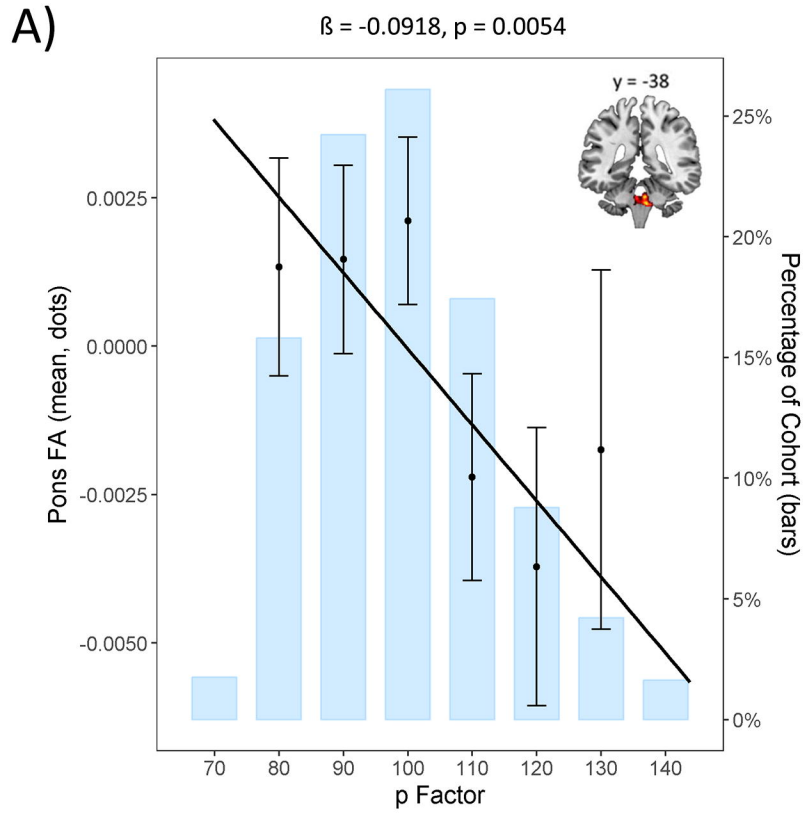 A)
ß = -0.0918, p = 0.0054
y = -38
Pons FA (mean, dots)
0.0025
0.0000
-0.0025
-0.0050
25%
20%
15%
10%
5%
0%
Percentage of Cohort (bars)
70 80 90 100 110 120 130 140
p Factor